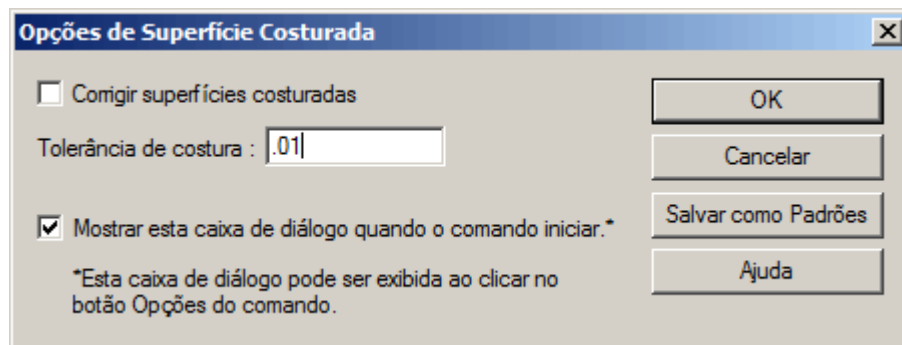 Opções de Superfície Costurada
Corrigir superfícies costuradas
OK
Tolerância de costura : .01
Cancelar
Salvar como Padrões
Mostrar esta caixa de diálogo quando o comando iniciar.*
Ajuda
*Esta caixa de diálogo pode ser exibida ao clicar no
botão Opções do comando.